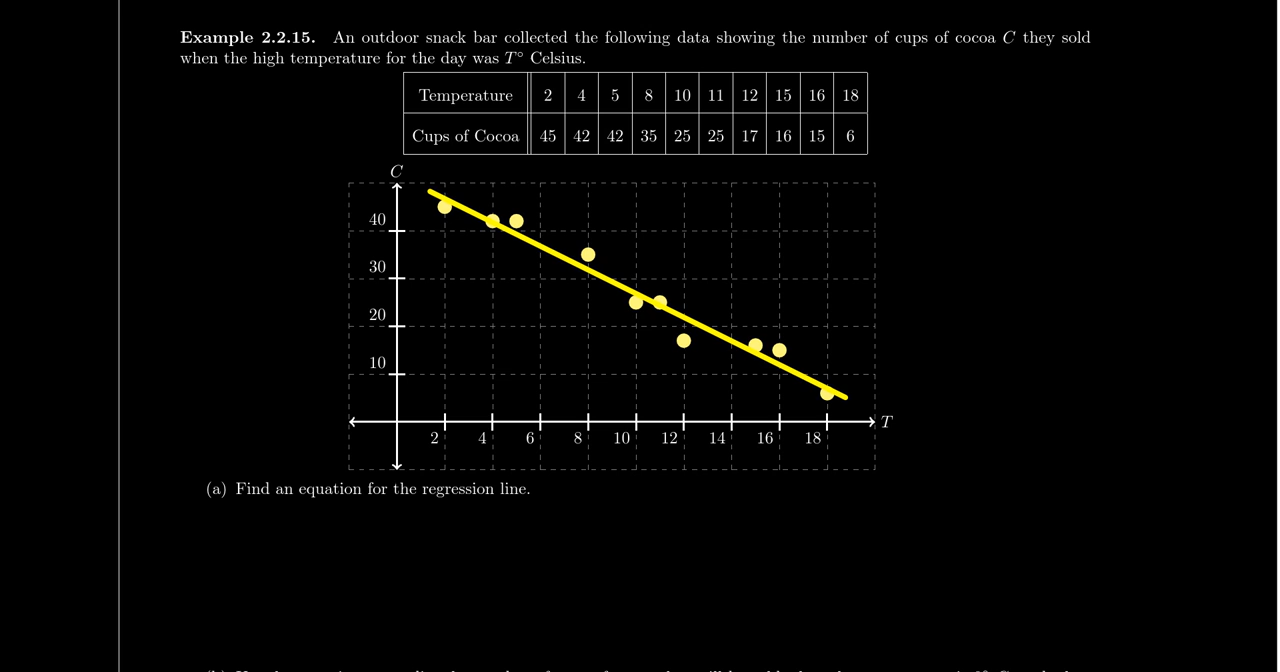 Example 2.2.15. An outdoor snack bar collected the following data showing the number of cups of cocoa C they sold
when the high temperature for the day was T° Celsius.
Temperature 2 4 5 8 10 11 12 15 16 18
Cups of Cocoa 45 42 42 35 25 25 17 16 15 6
C
40
30
20
10
T
2 4 6 8 10 12 14 16 18
(a) Find an equation for the regression line.